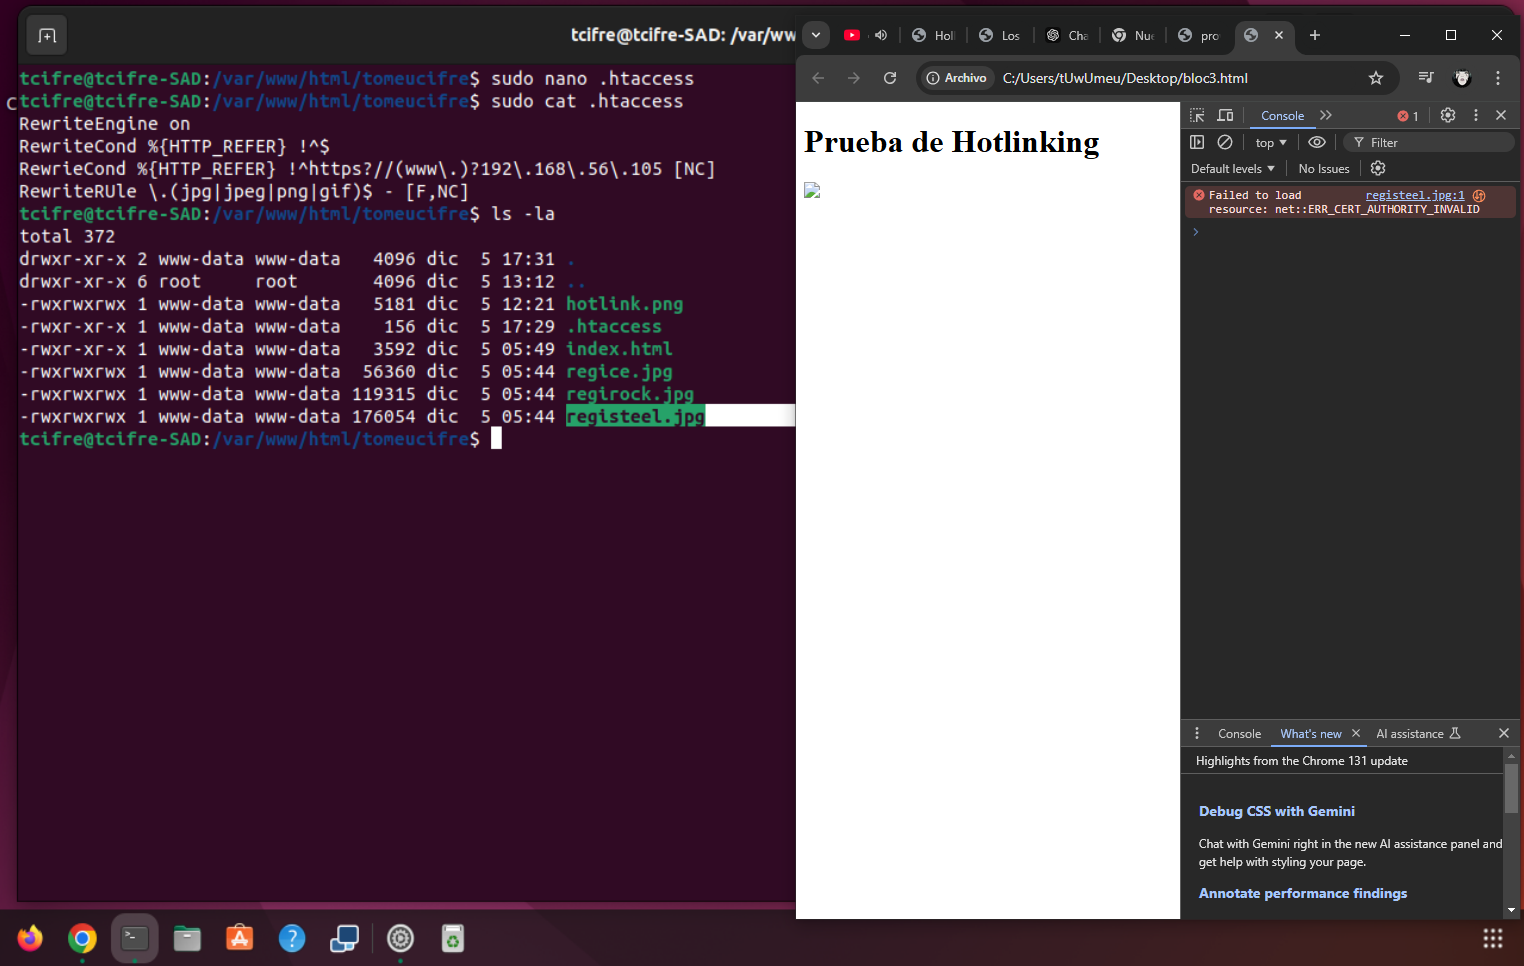 tcifre@tcifre-SAD: /var/ww
tcifre@tcifre-SAD:/var/www/html/tomeucifre$ sudo nano .htaccess
tcifre@tcifre-SAD:/var/www/html/tomeucifre$ sudo cat .htaccess
RewriteEngine on
RewriteCond %{HTTP_REFER} !^$
RewrieCond %{HTTP_REFER} !^https?//(www\.)?192\.168\.56\.105 [NC]
RewriteRUle \.(jpg|jpeg|png|gif)$ - [F,NC]
tcifre@tcifre-SAD:/var/www/html/tomeucifre$ ls -la
total 372
drwxr-xr-x 2 www-data www-data   4096 dic  5 17:31 .
drwxr-xr-x 6 root     root       4096 dic  5 13:12 ..
-rwxrwxrwx 1 www-data www-data   5181 dic  5 12:21 hotlink.png
-rwxr-xr-x 1 www-data www-data    156 dic  5 17:29 .htaccess
-rwxr-xr-x 1 www-data www-data   3592 dic  5 05:49 index.html
-rwxrwxrwx 1 www-data www-data  56360 dic  5 05:44 regice.jpg
-rwxrwxrwx 1 www-data www-data 119315 dic  5 05:44 regirock.jpg
-rwxrwxrwx 1 www-data www-data 176054 dic  5 05:44 registeel.jpg
tcifre@tcifre-SAD:/var/www/html/tomeucifre$
C
Hotl Los Cha Nue pro
Archivo C:/Users/tUwUmeu/Desktop/bloc3.html
Prueba de Hotlinking
Console 1
top Filter
Default levels No Issues
Failed to load registeel.jpg:1
resource: net::ERR_CERT_AUTHORITY_INVALID
Console What's new AI assistance
Highlights from the Chrome 131 update
Debug CSS with Gemini
Chat with Gemini right in the new AI assistance panel and
get help with styling your page.
Annotate performance findings